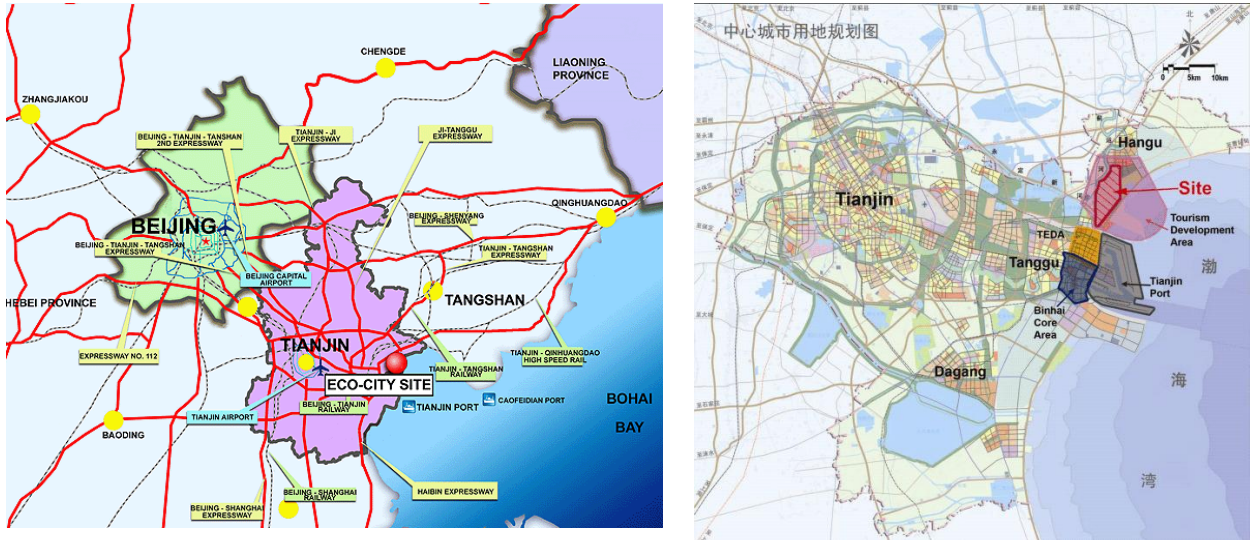 CHENGDE
LIAONING
PROVINCE
ZHANGJIAKOU
BEIJING - TIANJIN - TANSHAN
2ND EXPRESSWAY
TIANJIN - JI
EXPRESSWAY
JI-TANGGU
EXPRESSWAY
BEIJING
QINHUANGDAO
BEIJING - SHENYANG
EXPRESSWAY
BEIJING - TIANJIN - TANGSHAN
EXPRESSWAY
TIANJIN - TANGSHAN
EXPRESSWAY
BEIJING CAPITAL
AIRPORT
HEBEI PROVINCE
TANGSHAN
EXPRESSWAY NO. 112
TIANJIN
TIANJIN - QINHUANGDAO
HIGH SPEED RAIL
TIANJIN - TANGSHAN
RAILWAY
ECO-CITY SITE
BEIJING - TIANJIN
RAILWAY
TIANJIN PORT
CAOFEIDIAN PORT
BOHAI
BAY
TIANJIN AIRPORT
BAODING
BEIJING - SHANGHAI
RAILWAY
HAIBIN EXPRESSWAY
BEIJING - SHANGHAI
EXPRESSWAY
中心城市用地规划图
北
0
5km
10km
Hangu
Tianjin
Site
Tourism
Development
Area
TEDA
Tanggu
Tianjin
Port
Binhai
Core
Area
Dagang
渤
海
湾